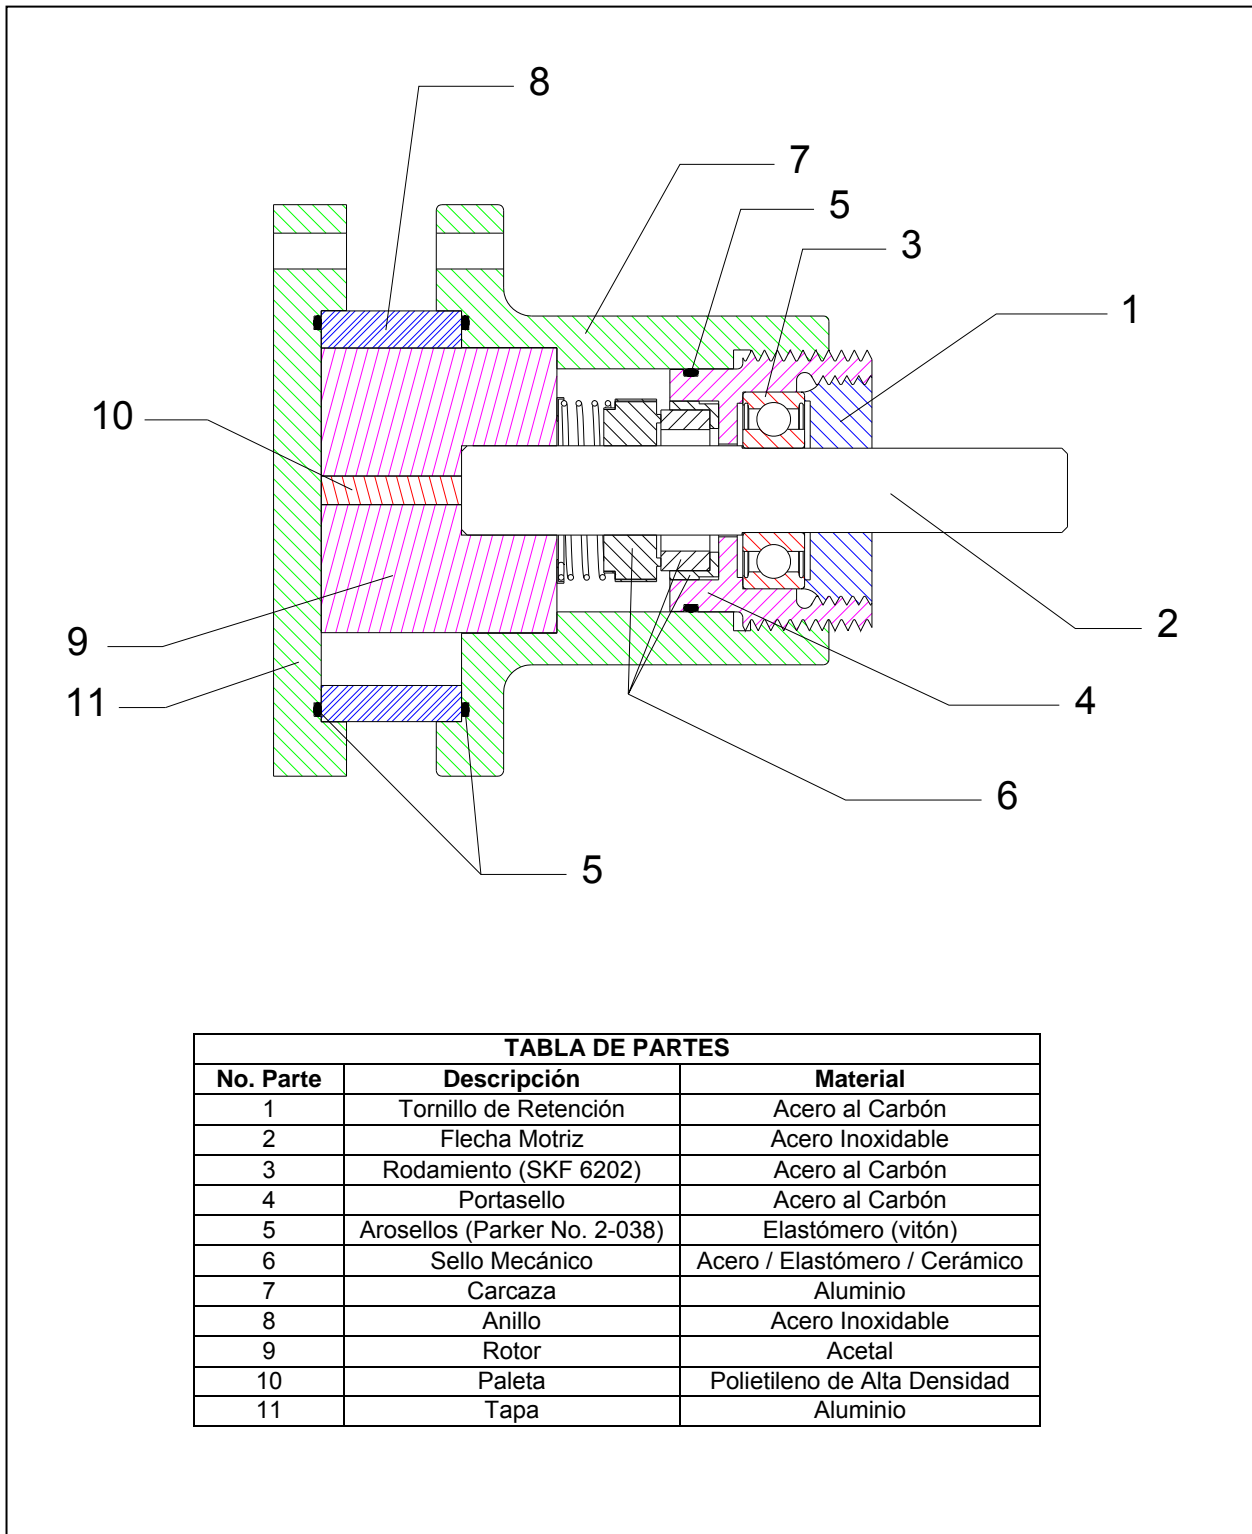 8
7
5
3
1
10
9
2
11
4
6
5
TABLA DE PARTES
No. Parte Descripción Material
1 Tornillo de Retención Acero al Carbón
2 Flecha Motriz Acero Inoxidable
3 Rodamiento (SKF 6202) Acero al Carbón
4 Portasello Acero al Carbón
5 Arosellos (Parker No. 2-038) Elastómero (vitón)
6 Sello Mecánico Acero / Elastómero / Cerámico
7 Carcaza Aluminio
8 Anillo Acero Inoxidable
9 Rotor Acetal
10 Paleta Polietileno de Alta Densidad
11 Tapa Aluminio